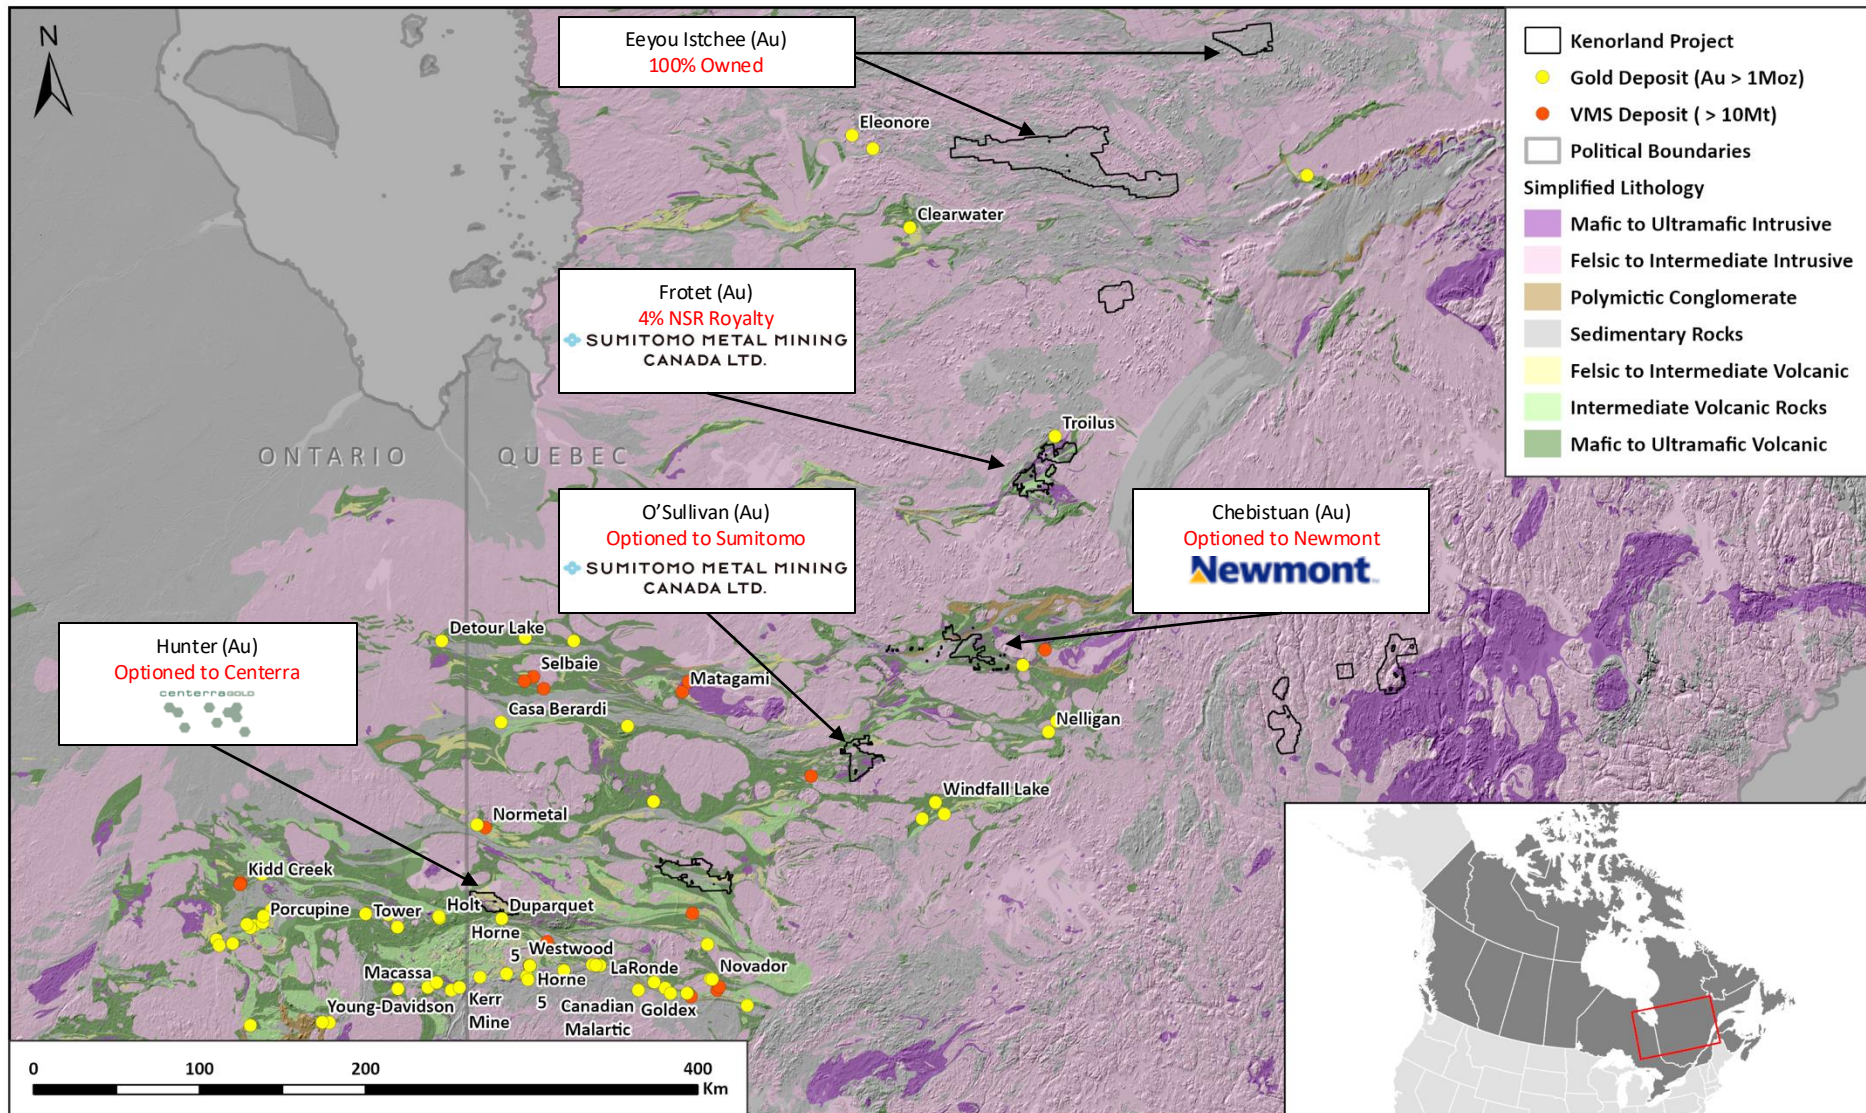 N
Eeyou Istchee (Au)
100% Owned
Kenorland Project
Gold Deposit (Au > 1Moz)
VMS Deposit ( > 10Mt)
Political Boundaries
Simplified Lithology
Mafic to Ultramafic Intrusive
Felsic to Intermediate Intrusive
Polymictic Conglomerate
Sedimentary Rocks
Felsic to Intermediate Volcanic
Intermediate Volcanic Rocks
Mafic to Ultramafic Volcanic
Eleonore
Clearwater
Frotet (Au)
4% NSR Royalty
SUMITOMO METAL MINING
CANADA LTD.
Troilus
ONTARIO
QUEBEC
O'Sullivan (Au)
Optioned to Sumitomo
SUMITOMO METAL MINING
CANADA LTD.
Chebistuan (Au)
Optioned to Newmont
Newmont
Hunter (Au)
Optioned to Centerra
centerraGOLD
Detour Lake
Selbaie
Matagami
Casa Berardi
Nelligan
Windfall Lake
Normetal
Kidd Creek
Porcupine
Tower
Holt
Duparquet
Horne
5
Westwood
Macassa
LaRonde
Novador
Horne
5
Young-Davidson
Kerr
Mine
Canadian
Malartic
Goldex
0
100
200
400
Km